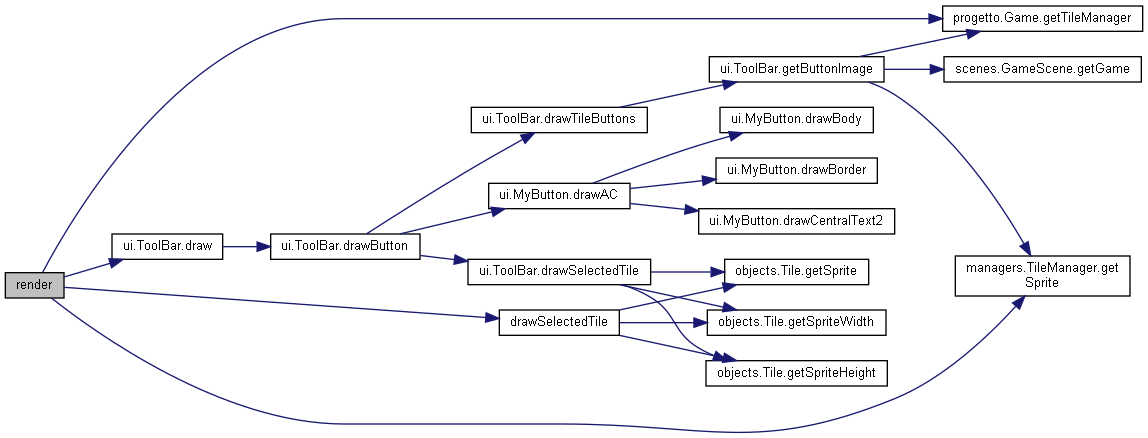 progetto.Game.getTileManager
ui.ToolBar.getButtonImage
scenes.GameScene.getGame
ui.ToolBar.drawTileButtons
ui.MyButton.drawBody
ui.MyButton.drawBorder
ui.MyButton.drawAC
ui.MyButton.drawCentralText2
ui.ToolBar.draw
ui.ToolBar.drawButton
ui.ToolBar.drawSelectedTile
objects.Tile.getSprite
managers.TileManager.get
Sprite
render
drawSelectedTile
objects.Tile.getSpriteWidth
objects.Tile.getSpriteHeight